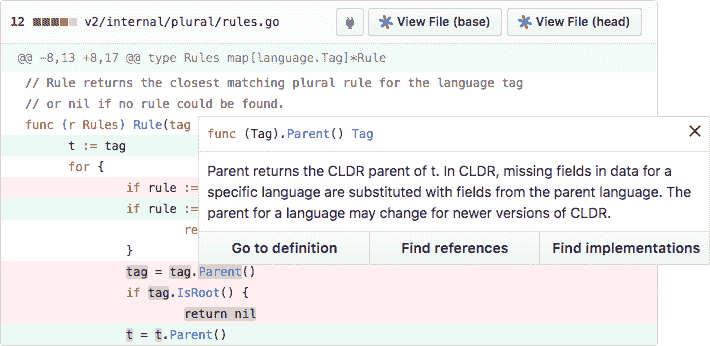 12 v2/internal/plural/rules.go View File (base) View File (head)
@@ -8,13 +8,17 @@ type Rules map[language.Tag]*Rule
// Rule returns the closest matching plural rule for the language tag
// or nil if no rule could be found.
func (r Rules) Rule(tag
t := tag
for {
if rule :=
if rule :=
re
}
tag = tag.Parent()
if tag.IsRoot() {
return nil
t = t.Parent()
func (Tag).Parent() Tag
Parent returns the CLDR parent of t. In CLDR, missing fields in data for a
specific language are substituted with fields from the parent language. The
parent for a language may change for newer versions of CLDR.
Go to definition Find references Find implementations